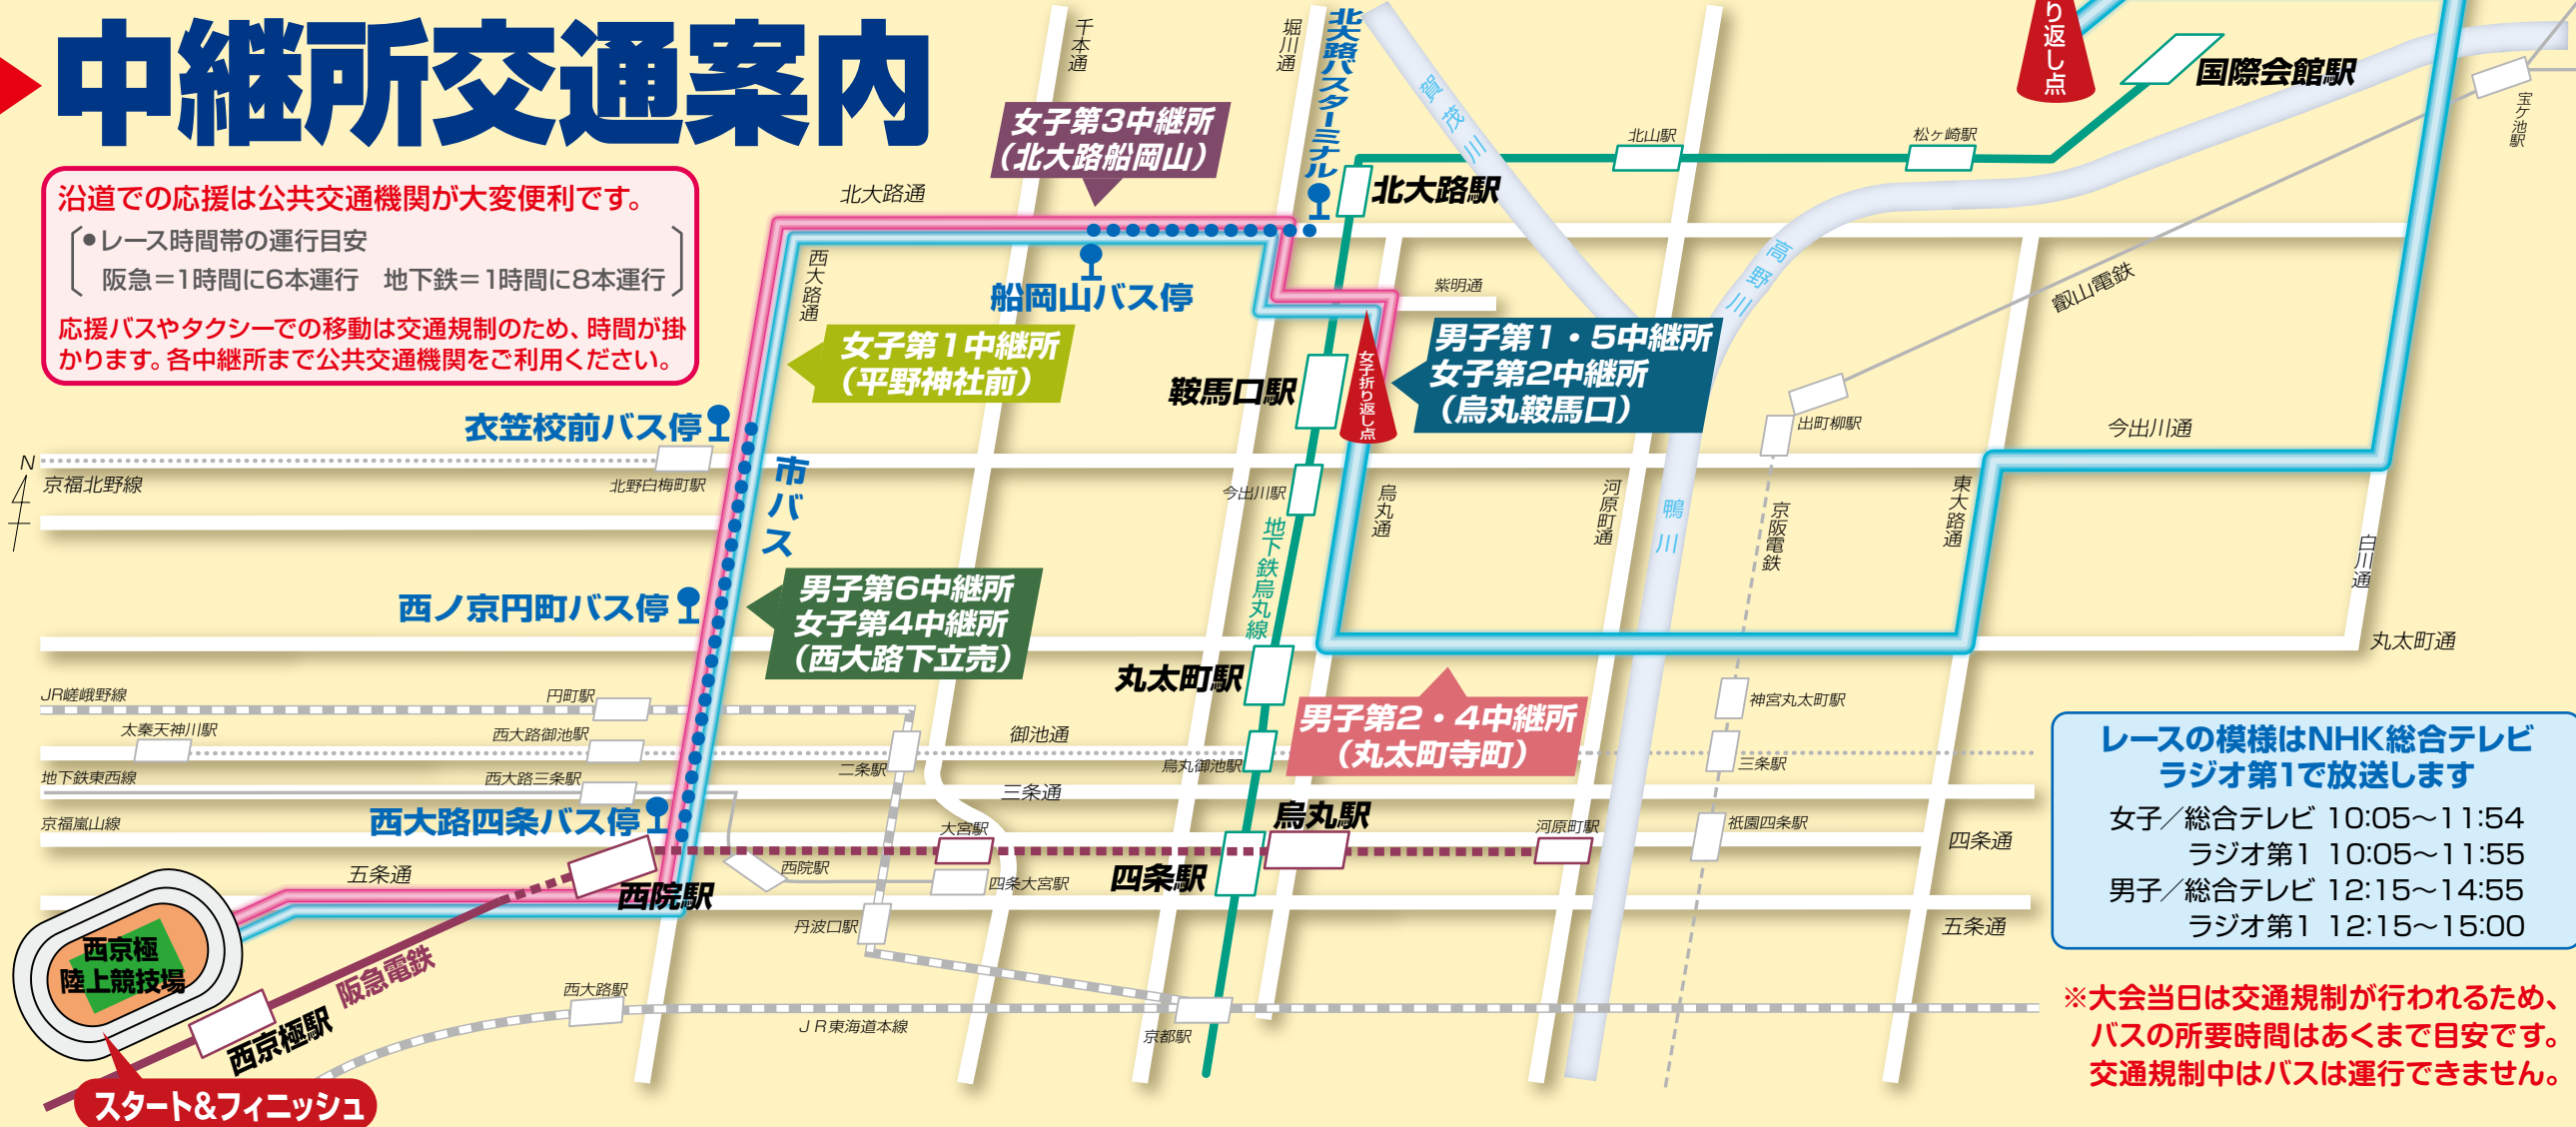 中継所交通案内
沿道での応援は公共交通機関が大変便利です。
●レース時間帯の運行目安
阪急＝1時間に6本運行　地下鉄＝1時間に8本運行
応援バスやタクシーでの移動は交通規制のため、時間が掛
かります。各中継所まで公共交通機関をご利用ください。
千本通
堀川通
北大路バスターミナル
賀茂川
り返し点
国際会館駅
宝ケ池駅
女子第3中継所
（北大路船岡山）
北山駅
松ヶ崎駅
北大路通
北大路駅
西大路通
船岡山バス停
紫明通
高野川
叡山電鉄
女子第1中継所
（平野神社前）
鞍馬口駅
女子折り返し点
男子第1・5中継所
女子第2中継所
（烏丸鞍馬口）
衣笠校前バス停
出町柳駅
今出川通
N
京福北野線
北野白梅町駅
市バス
今出川駅
烏丸通
河原町通
鴨川
京阪電鉄
東大路通
白川通
地下鉄烏丸線
西ノ京円町バス停
男子第6中継所
女子第4中継所
（西大路下立売）
丸太町通
丸太町駅
JR嵯峨野線
円町駅
神宮丸太町駅
男子第2・4中継所
（丸太町寺町）
太秦天神川駅
西大路御池駅
御池通
二条駅
烏丸御池駅
三条駅
地下鉄東西線
西大路三条駅
三条通
京福嵐山線
西大路四条バス停
大宮駅
烏丸駅
河原町駅
祇園四条駅
四条通
五条通
西院駅
西院駅
四条大宮駅
四条駅
丹波口駅
五条通
西京極
陸上競技場
阪急電鉄
西京極駅
西大路駅
JR東海道本線
京都駅
スタート&フィニッシュ
レースの模様はNHK総合テレビ
ラジオ第1で放送します
女子／総合テレビ 10:05～11:54
ラジオ第1 10:05～11:55
男子／総合テレビ 12:15～14:55
ラジオ第1 12:15～15:00
※大会当日は交通規制が行われるため、
バスの所要時間はあくまで目安です。
交通規制中はバスは運行できません。